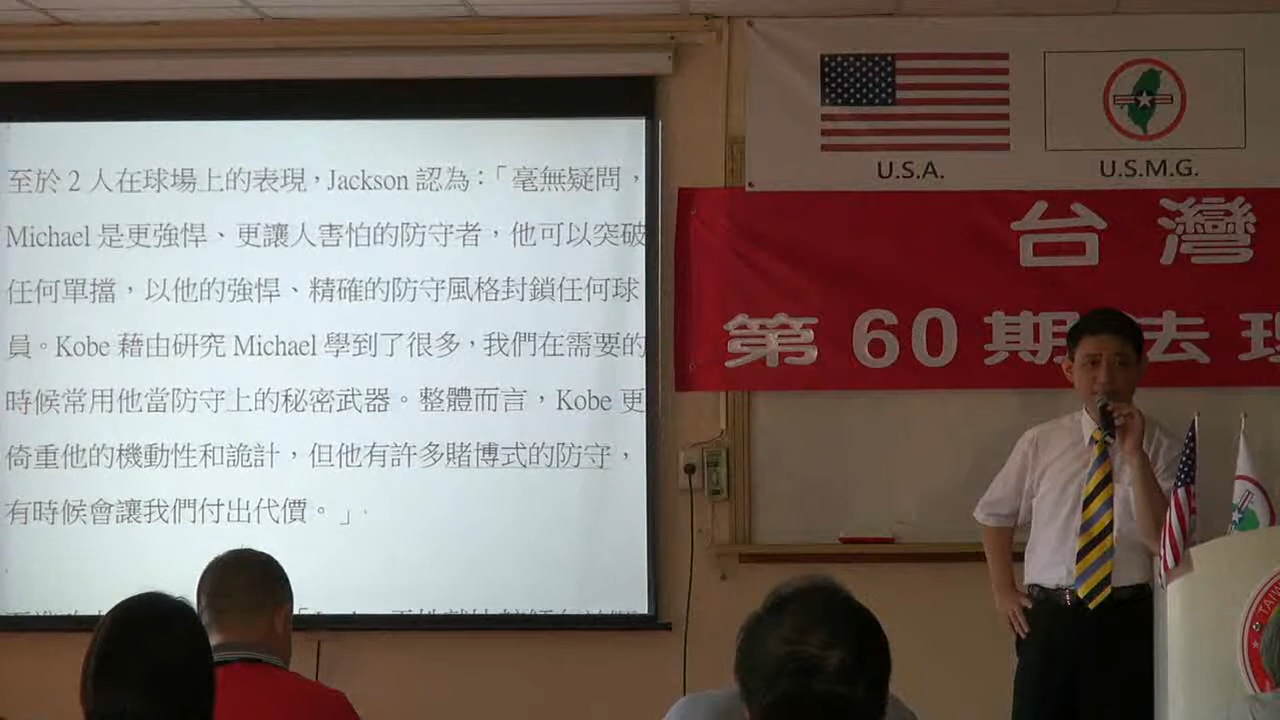 至於 2 人在球場上的表現，Jackson 認為：「毫無疑問，
Michael 是更強悍、更讓人害怕的防守者，他可以突破
任何單擋，以他的強悍、精確的防守風格封鎖任何球
員。Kobe 藉由研究 Michael 學到了很多，我們在需要的
時候常用他當防守上的秘密武器。整體而言，Kobe 更
倚重他的機動性和詭計，但他有許多賭博式的防守，
有時候會讓我們付出代價。」
U.S.A.
U.S.M.G.
台灣
第60期 去理
TAIW